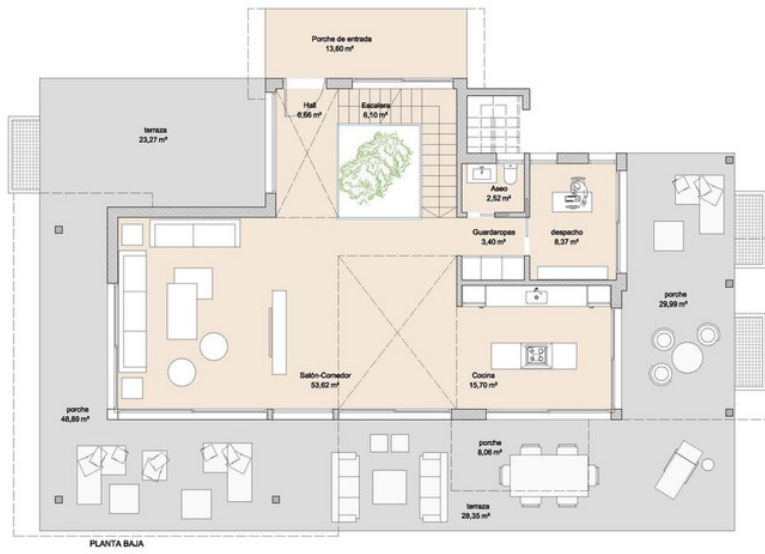 Porche de entrada
13,60 m²
Hall
6,66 m²
Escalera
6,10 m²
terraza
23,27 m²
Aseo
2,52 m²
Guardaropas
3,40 m²
despacho
8,37 m²
porche
29,99 m²
Salón-Comedor
53,62 m²
Cocina
15,70 m²
porche
48,89 m²
porche
8,06 m²
terraza
28,35 m²
PLANTA BAJA